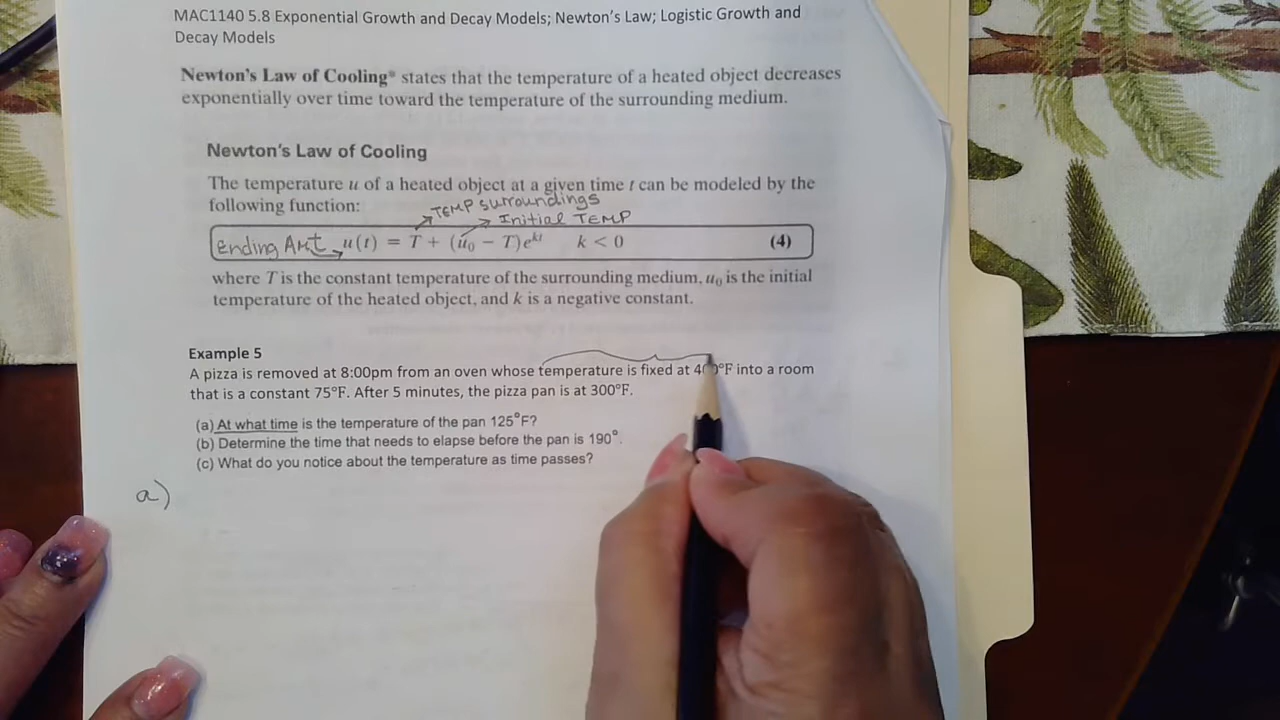 MAC1140 5.8 Exponential Growth and Decay Models; Newton's Law; Logistic Growth and
Decay Models
Newton's Law of Cooling* states that the temperature of a heated object decreases
exponentially over time toward the temperature of the surrounding medium.
Newton's Law of Cooling
The temperature u of a heated object at a given time t can be modeled by the
following function:
TEMP surroundings
Initial TEMP
Ending Amt u(t) = T + (u₀ − T)eᵏᵗ k < 0 (4)
where T is the constant temperature of the surrounding medium, u₀ is the initial
temperature of the heated object, and k is a negative constant.
Example 5
A pizza is removed at 8:00pm from an oven whose temperature is fixed at into a room
that is a constant 75°F. After 5 minutes, the pizza pan is at 300°F.
(a) At what time is the temperature of the pan 125°F?
(b) Determine the time that needs to elapse before the pan is 190°.
(c) What do you notice about the temperature as time passes?
a)